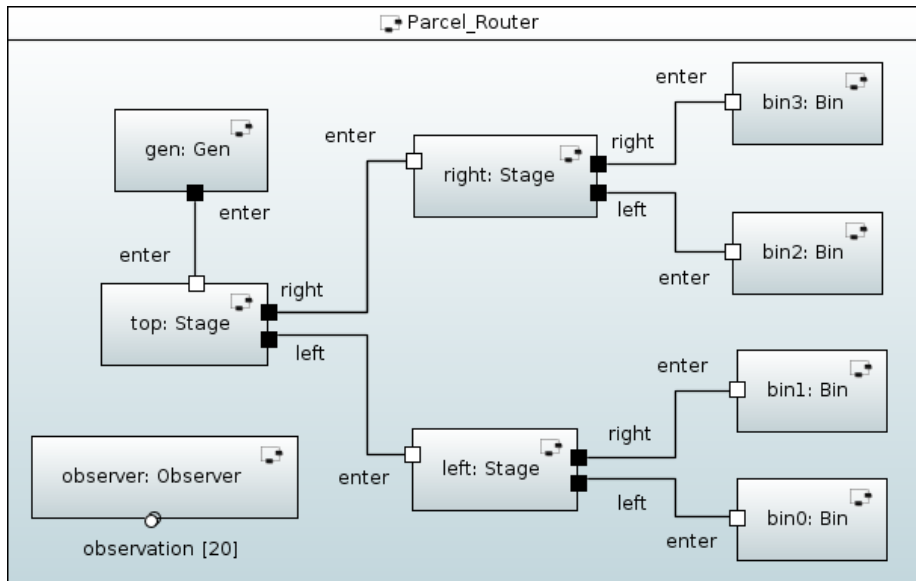 Parcel_Router
enter
bin3: Bin
gen: Gen
enter
right
right: Stage
enter
left
bin2: Bin
enter
enter
right
top: Stage
left
enter
bin1: Bin
right
enter
left: Stage
observer: Observer
left
bin0: Bin
enter
observation [20]